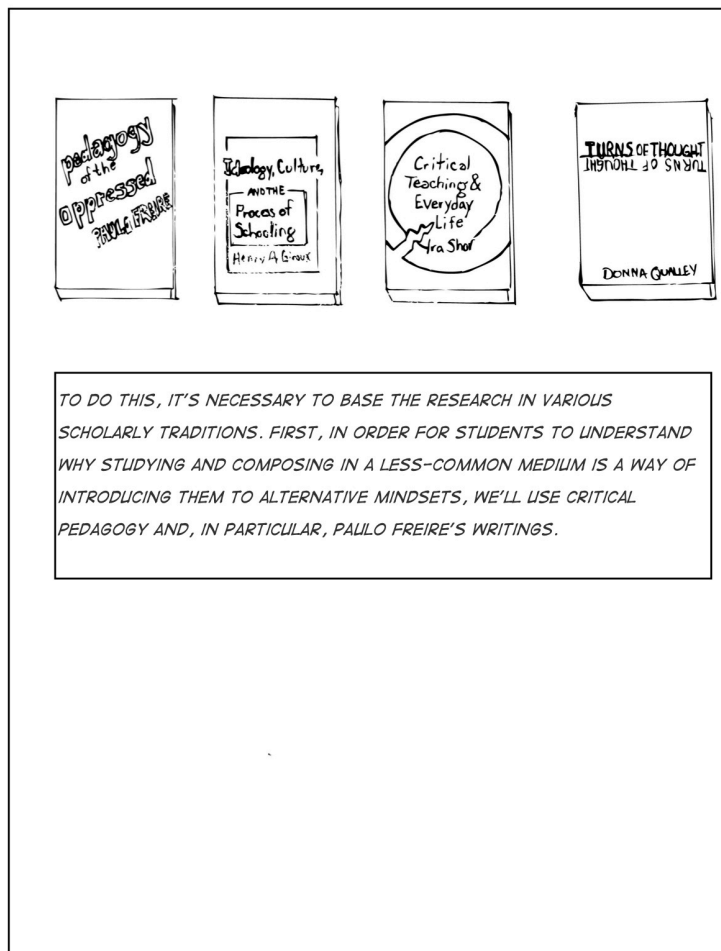 pedagogy
of the
oppressed
PAULO FREIRE
Ideology, Culture,
AND THE
Process of
Schooling
Henry A. Giroux
Critical
Teaching &
Everyday
Life
Ira Shor
TURNS OF THOUGHT
TURNS OF THOUGHT
DONNA QUALLEY
TO DO THIS, IT'S NECESSARY TO BASE THE RESEARCH IN VARIOUS
SCHOLARLY TRADITIONS. FIRST, IN ORDER FOR STUDENTS TO UNDERSTAND
WHY STUDYING AND COMPOSING IN A LESS-COMMON MEDIUM IS A WAY OF
INTRODUCING THEM TO ALTERNATIVE MINDSETS, WE'LL USE CRITICAL
PEDAGOGY AND, IN PARTICULAR, PAULO FREIRE'S WRITINGS.